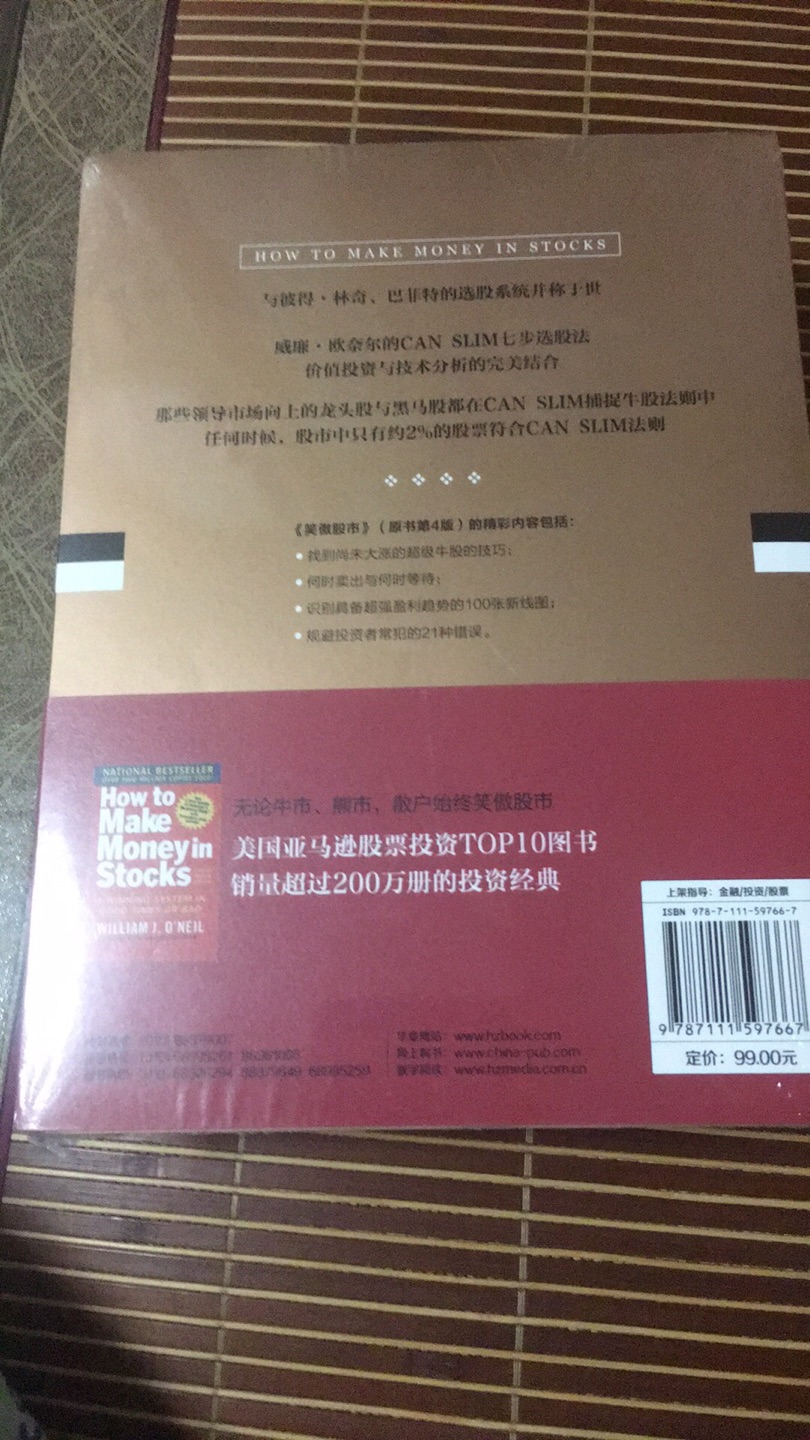 HOW TO MAKE MONEY IN STOCKS
与彼得·林奇、巴菲特的选股系统并称于世
威廉·欧奈尔的CAN SLIM七步选股法
价值投资与技术分析的完美结合
那些领导市场向上的龙头股与黑马股都在CAN SLIM捕捉牛股法则中
任何时候，股市中只有约2%的股票符合CAN SLIM法则
《笑傲股市》（原书第4版）的精彩内容包括：
•找到尚未大涨的超级牛股的技巧；
•何时卖出与何时等待；
•识别具备超强盈利趋势的100张新线图；
•规避投资者常犯的21种错误。
NATIONAL BESTSELLER
How to
Make
Money in
Stocks
A WINNING SYSTEM IN
GOOD TIMES OR BAD
WILLIAM J. O'NEIL
无论牛市、熊市，散户始终笑傲股市
美国亚马逊股票投资TOP10图书
销量超过200万册的投资经典
上架指导：金融/投资/股票
ISBN 978-7-111-59766-7
9 787111 597667
定价：99.00元
华章网站：www.hzbook.com
网上购书：www.china-pub.com
数字阅读：www.hzmedia.com.cn